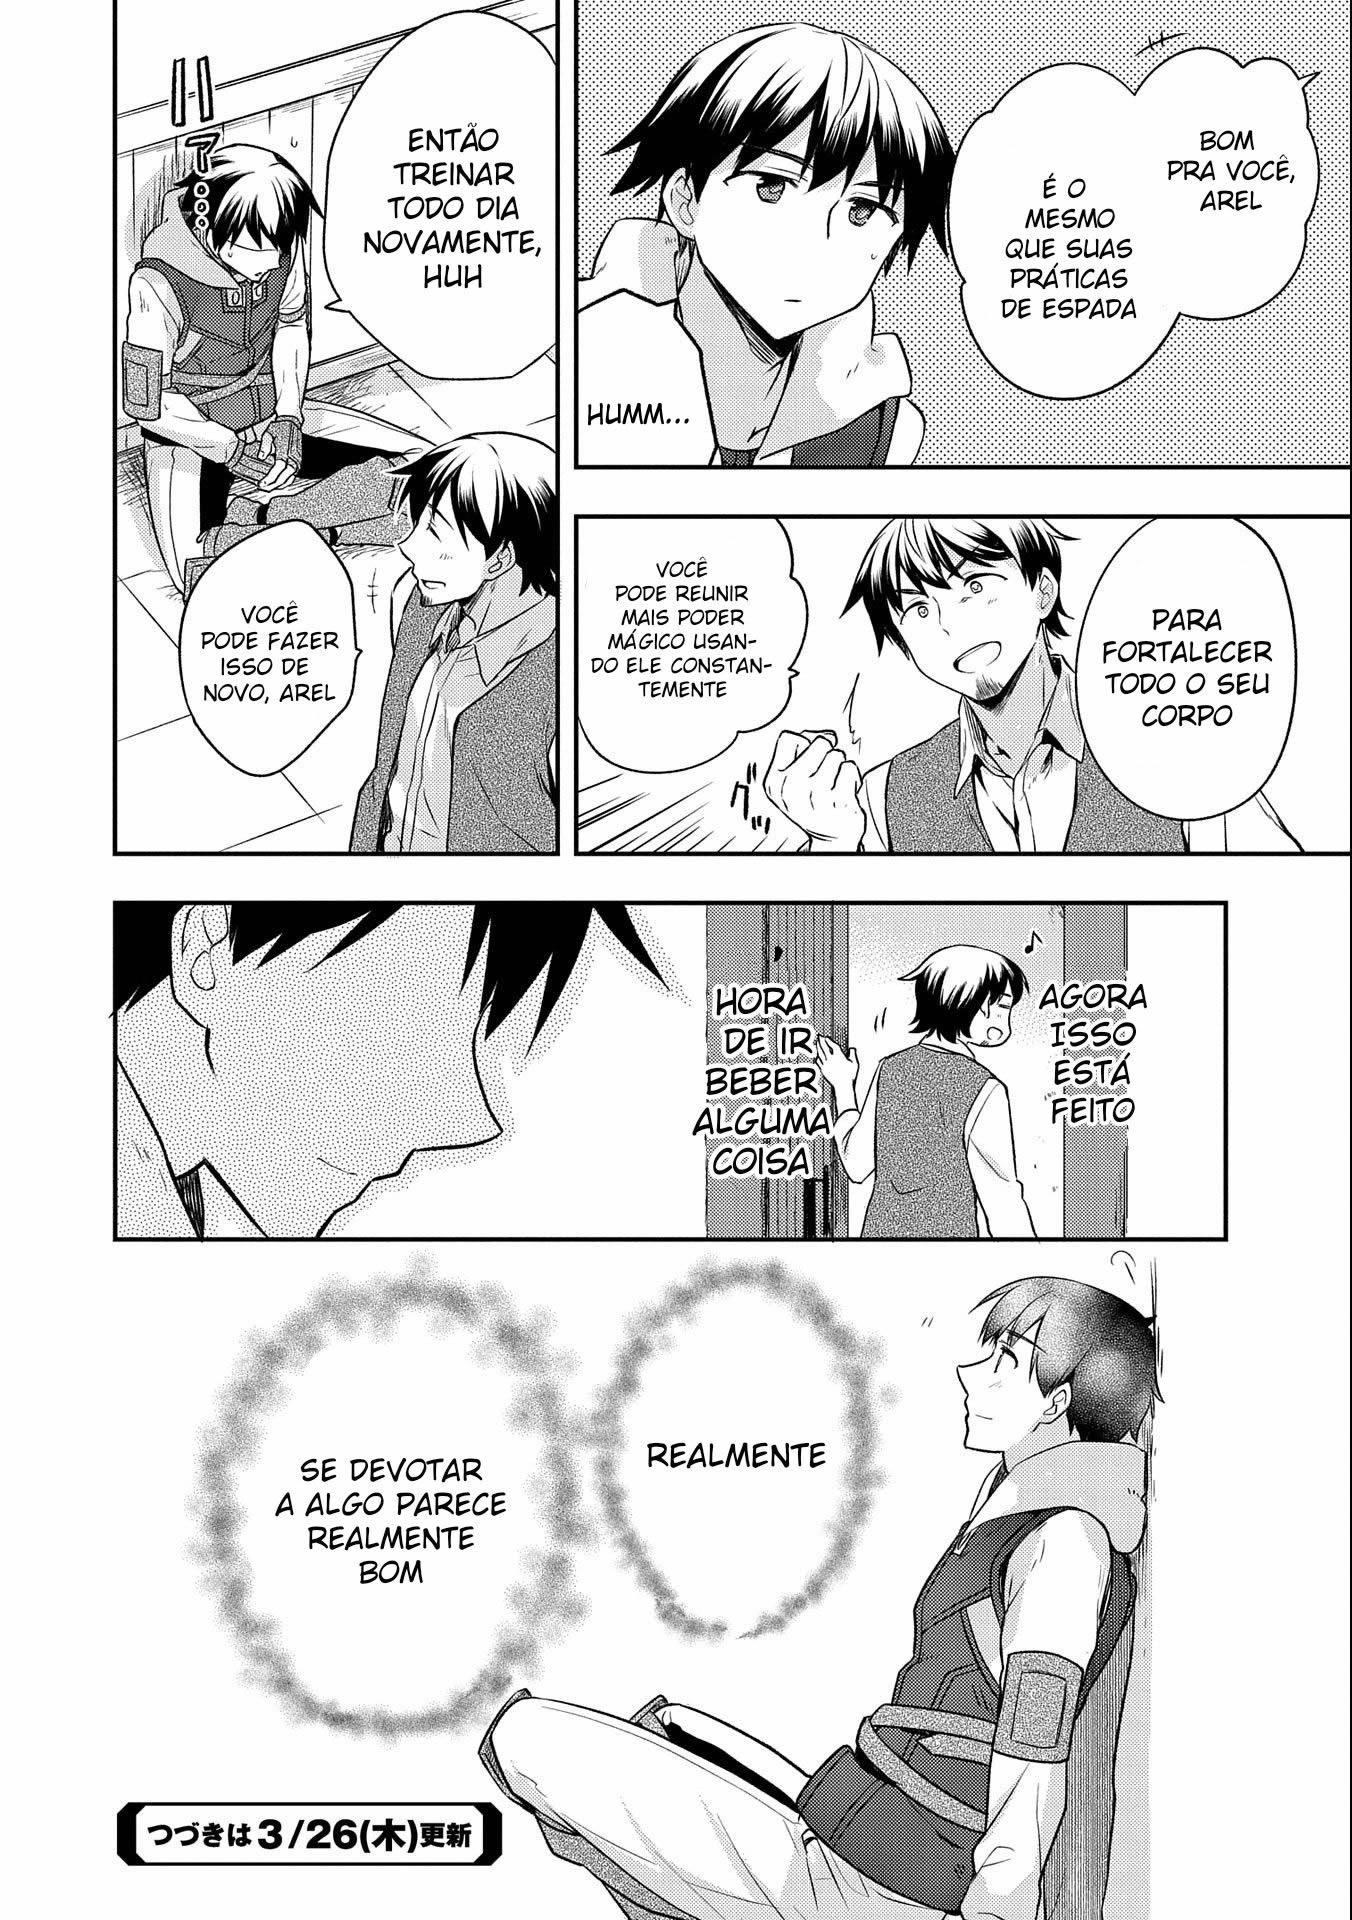 BOM
PRA VOCÊ,
AREL
É O
MESMO
QUE SUAS
PRÁTICAS
DE ESPADA
HUMM...
PARA
FORTALECER
TODO O SEU
CORPO
VOCÊ
PODE REUNIR
MAIS PODER
MÁGICO USAN-
DO ELE CONSTAN-
TEMENTE
グ"
ENTÃO
TREINAR
TODO DIA
NOVAMENTE,
HUH
VOCÊ
PODE FAZER
ISSO DE
NOVO, AREL
AGORA
ISSO
ESTÁ
FEITO
HORA
DE IR
BEBER
ALGUMA
COISA
REALMENTE
SE DEVOTAR
A ALGO PARECE
REALMENTE
BOM
つづきは3/26(木)更新